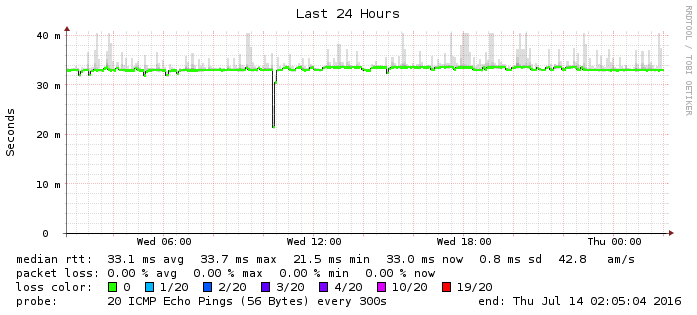 Last 24 Hours
RRDTOOL / TOBI OETIKER
Seconds
40 m
30 m
20 m
10 m
0
Wed 06:00 Wed 12:00 Wed 18:00 Thu 00:00
median rtt: 33.1 ms avg 33.7 ms max 21.5 ms min 33.0 ms now 0.8 ms sd 42.8 am/s
packet loss: 0.00 % avg 0.00 % max 0.00 % min 0.00 % now
loss color: 0 1/20 2/20 3/20 4/20 10/20 19/20
probe: 20 ICMP Echo Pings (56 Bytes) every 300s end: Thu Jul 14 02:05:04 2016